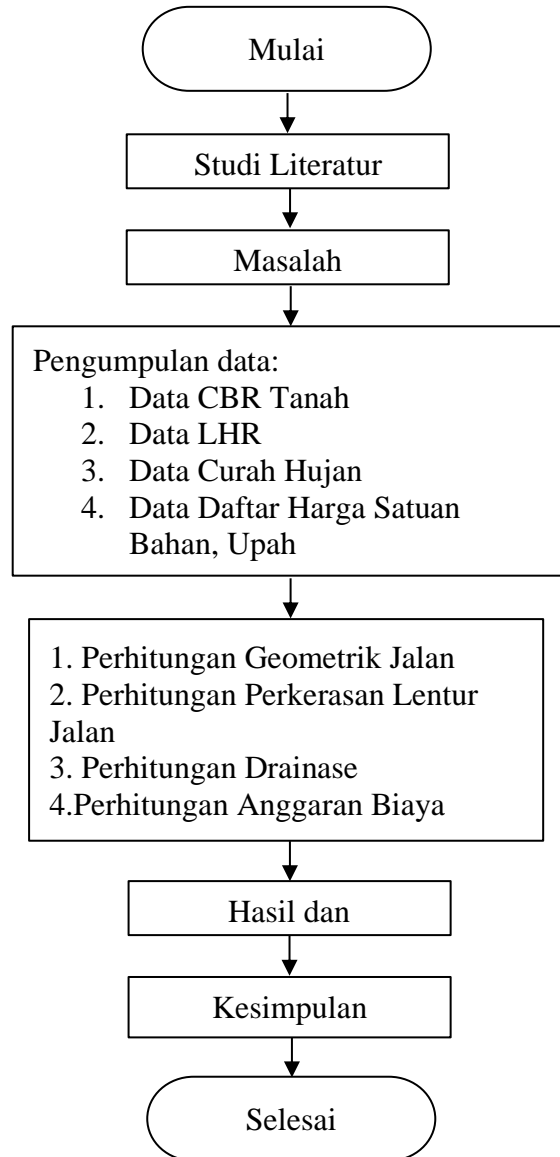 Mulai
Studi Literatur
Masalah
Pengumpulan data:
1. Data CBR Tanah
2. Data LHR
3. Data Curah Hujan
4. Data Daftar Harga Satuan
Bahan, Upah
1. Perhitungan Geometrik Jalan
2. Perhitungan Perkerasan Lentur
Jalan
3. Perhitungan Drainase
4.Perhitungan Anggaran Biaya
Hasil dan
Kesimpulan
Selesai